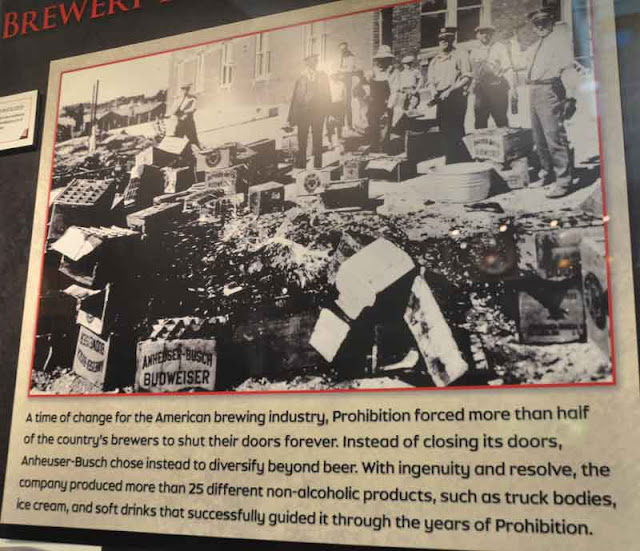 BREWERY
ANHEUSER-BUSCH
BUDWEISER
BUDWEISER
A time of change for the American brewing industry, Prohibition forced more than half
of the country's brewers to shut their doors forever. Instead of closing its doors,
Anheuser-Busch chose instead to diversify beyond beer. With ingenuity and resolve, the
company produced more than 25 different non-alcoholic products, such as truck bodies,
ice cream, and soft drinks that successfully guided it through the years of Prohibition.